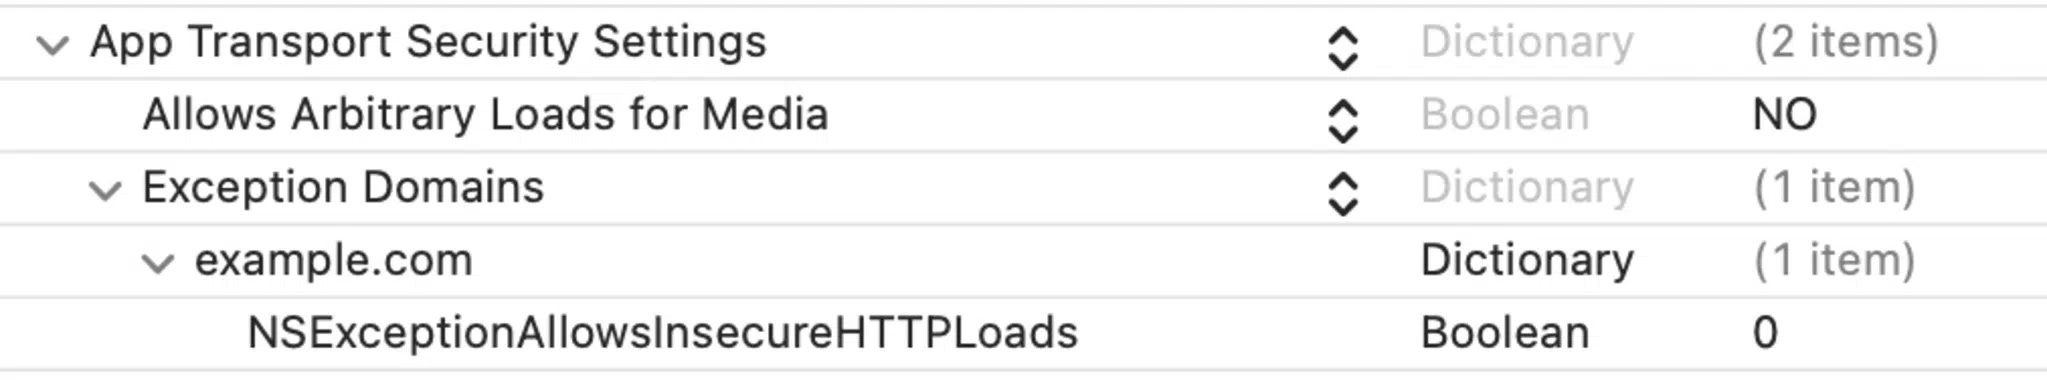 App Transport Security Settings Dictionary (2 items)
Allows Arbitrary Loads for Media Boolean NO
Exception Domains Dictionary (1 item)
example.com Dictionary (1 item)
NSExceptionAllowsInsecureHTTPLoads Boolean 0